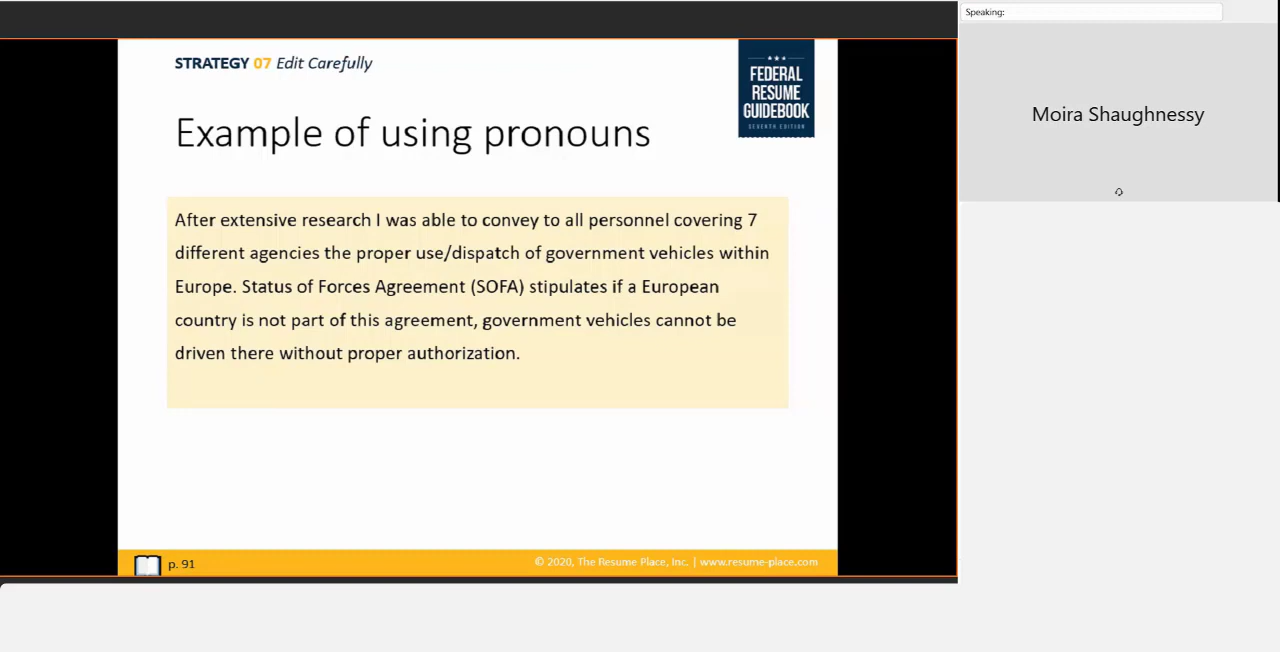 Speaking:
Moira Shaughnessy
STRATEGY 07 Edit Carefully
FEDERAL
RESUME
GUIDEBOOK
SEVENTH EDITION
Example of using pronouns
After extensive research I was able to convey to all personnel covering 7
different agencies the proper use/dispatch of government vehicles within
Europe. Status of Forces Agreement (SOFA) stipulates if a European
country is not part of this agreement, government vehicles cannot be
driven there without proper authorization.
p. 91
© 2020, The Resume Place, Inc. | www.resume-place.com